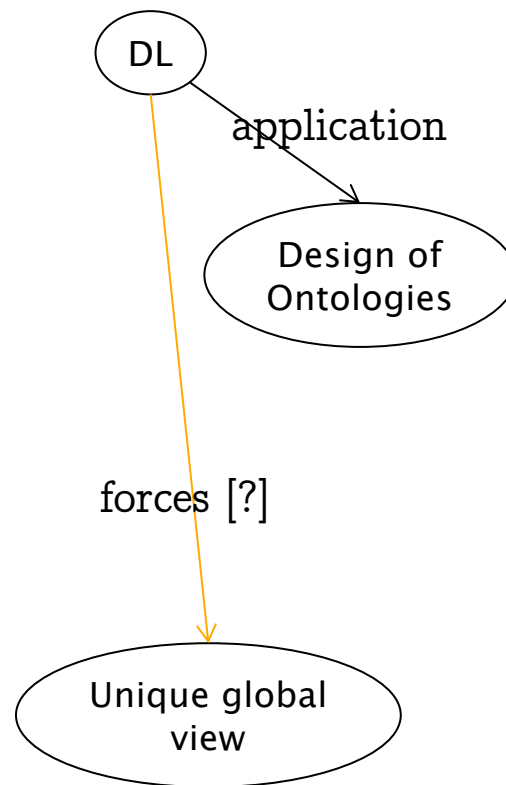 DL
application
Design of
Ontologies
forces [?]
Unique global
view